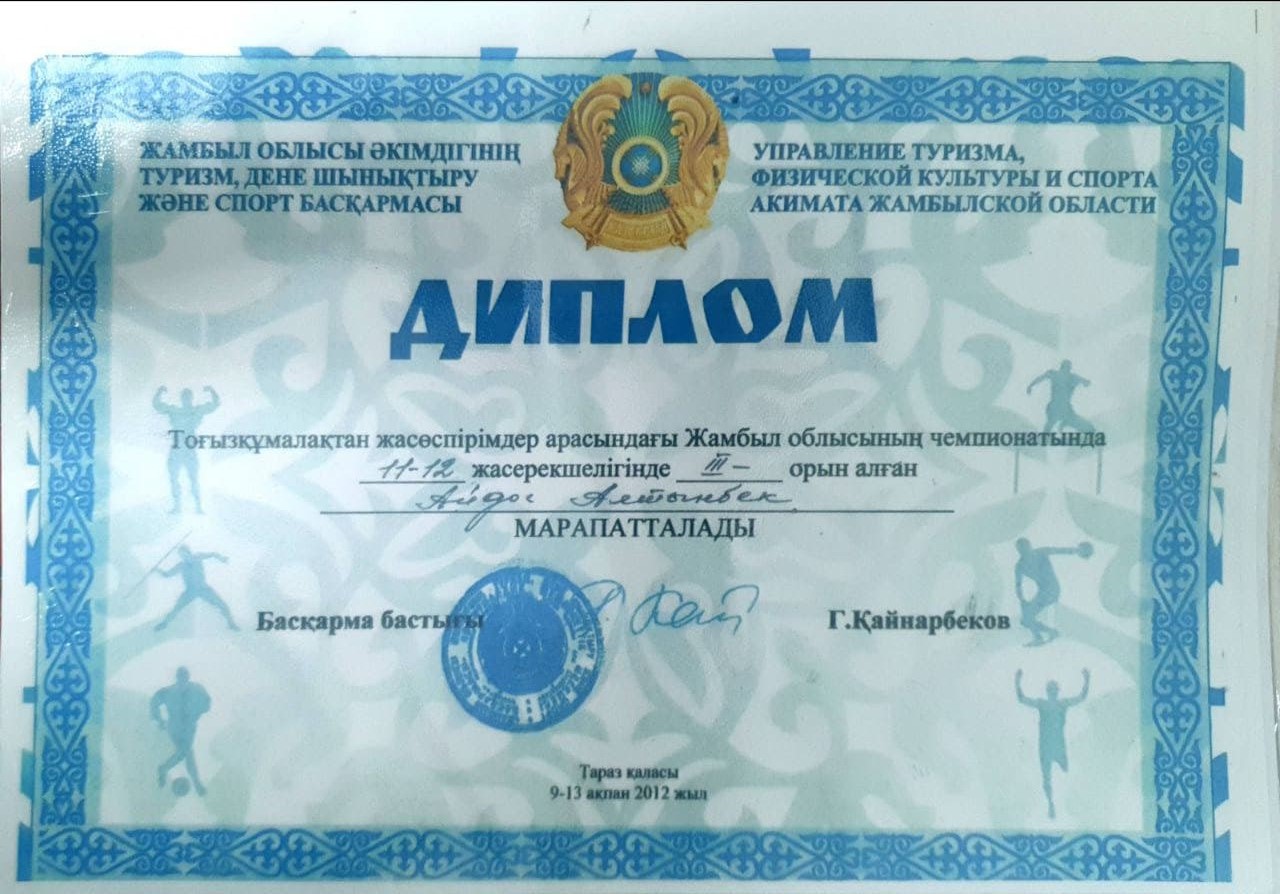 ЖАМБЫЛ ОБЛЫСЫ ӘКІМДІГІНІҢ
ТУРИЗМ, ДЕНЕ ШЫНЫҚТЫРУ
ЖӘНЕ СПОРТ БАСҚАРМАСЫ
УПРАВЛЕНИЕ ТУРИЗМА,
ФИЗИЧЕСКОЙ КУЛЬТУРЫ И СПОРТА
АКИМАТА ЖАМБЫЛСКОЙ ОБЛАСТИ
ДИПЛОМ
Тоғызқұмалақтан жасөспірімдер арасындағы Жамбыл облысының чемпионатында
11-12 жасерекшелігінде III- орын алған
Айдос Алтынбек
МАРАПАТТАЛАДЫ
Басқарма бастығы
Г.Қайнарбеков
Тараз қаласы
9-13 ақпан 2012 жыл